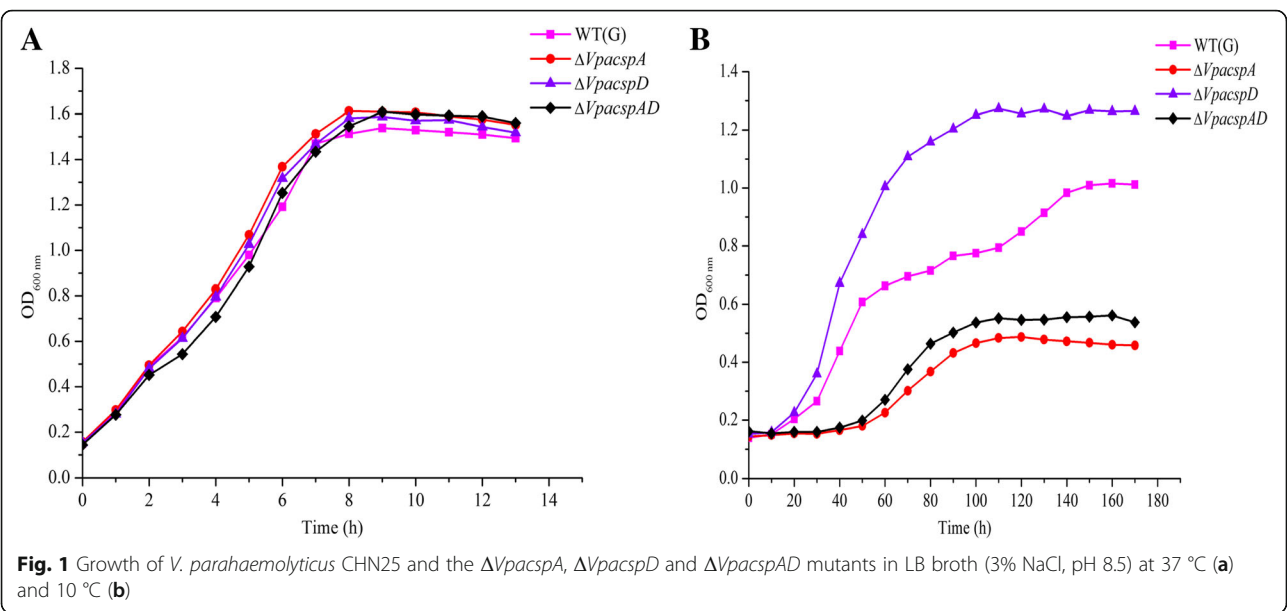 A
WT(G)
ΔVpacspA
ΔVpacspD
ΔVpacspAD
1.8
1.6
1.4
1.2
1.0
0.8
0.6
0.4
0.2
0.0
OD600 nm
0 2 4 6 8 10 12 14
Time (h)
B
WT(G)
ΔVpacspA
ΔVpacspD
ΔVpacspAD
1.4
1.2
1.0
0.8
0.6
0.4
0.2
0.0
OD600 nm
0 20 40 60 80 100 120 140 160 180
Time (h)
Fig. 1 Growth of V. parahaemolyticus CHN25 and the ΔVpacspA, ΔVpacspD and ΔVpacspAD mutants in LB broth (3% NaCl, pH 8.5) at 37 °C (a)
and 10 °C (b)